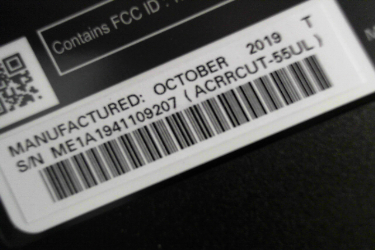 Contains FCC ID :
MANUFACTURED: OCTOBER 2019 T
S/N ME1A1941109207 (ACRRCUT-55UL)